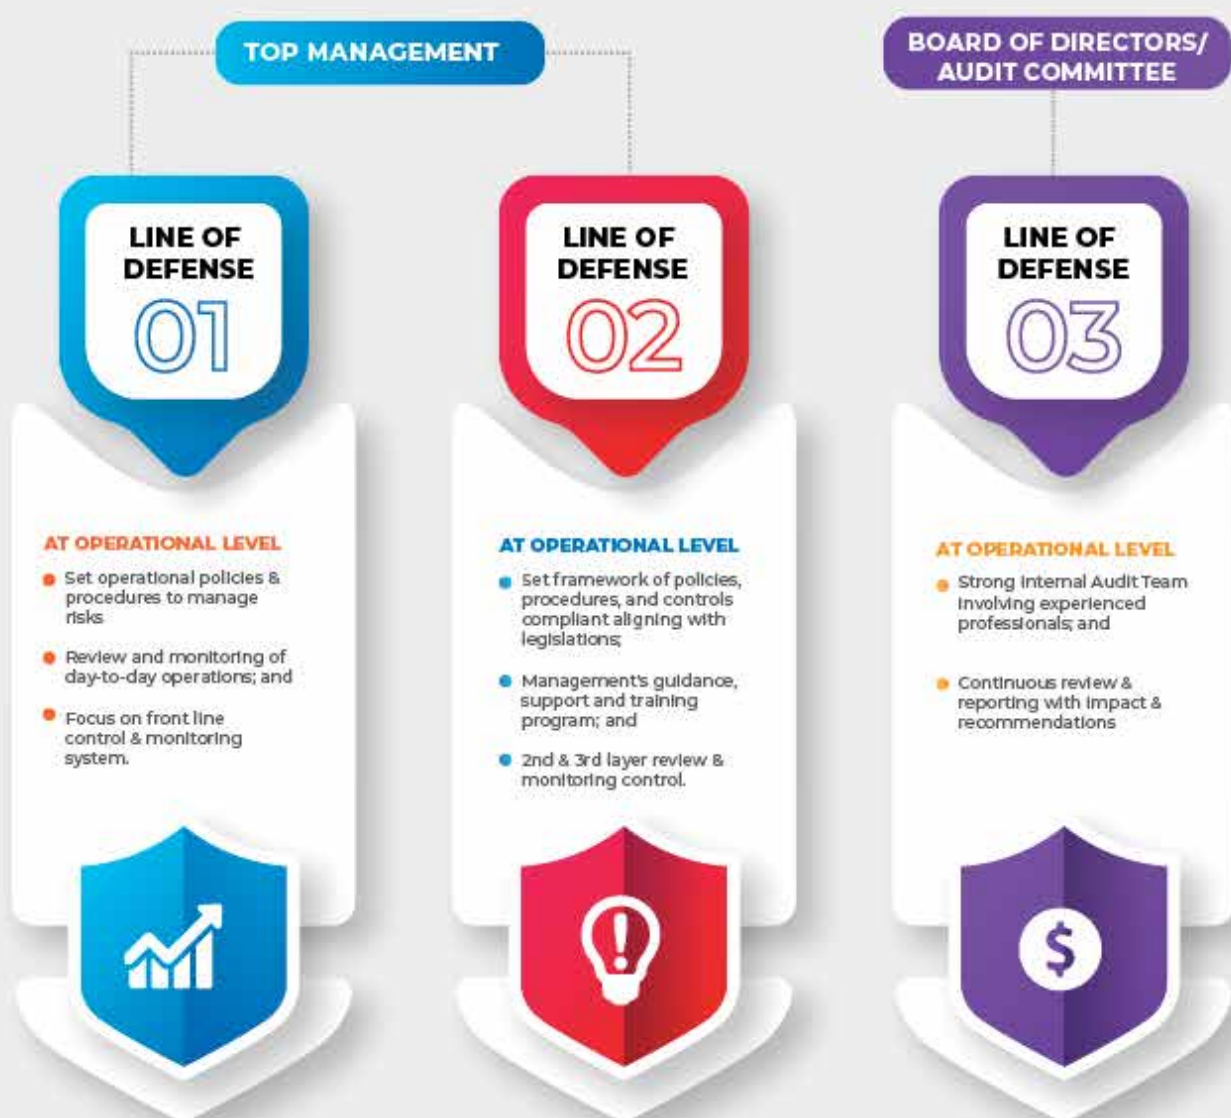 TOP MANAGEMENT
BOARD OF DIRECTORS/
AUDIT COMMITTEE
LINE OF
DEFENSE
01
AT OPERATIONAL LEVEL
Set operational policies &
procedures to manage
risks
Review and monitoring of
day-to-day operations; and
Focus on front line
control & monitoring
system.
LINE OF
DEFENSE
02
AT OPERATIONAL LEVEL
Set framework of policies,
procedures, and controls
compliant aligning with
legislations;
Management's guidance,
support and training
program; and
2nd & 3rd layer review &
monitoring control.
LINE OF
DEFENSE
03
AT OPERATIONAL LEVEL
Strong Internal Audit Team
involving experienced
professionals; and
Continuous review &
reporting with impact &
recommendations
$